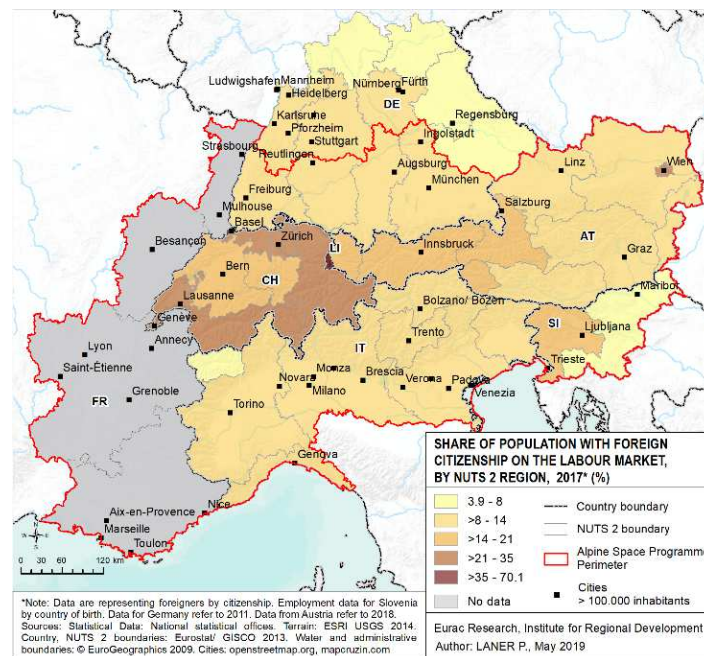 Ludwigshafen Mannheim
Heidelberg
Nürnberg Fürth
DE
Karlsruhe
Pforzheim
Regensburg
Stuttgart
Ingolstadt
Strasbourg
Reutlingen
Augsburg
Linz
Wien
München
Freiburg
Mulhouse
Salzburg
Basel
Zürich
LI
Besançon
Innsbruck
AT
Graz
Bern
CH
Maribor
Lausanne
Bolzano/ Bozen
SI
Genève
Trento
Ljubljana
Annecy
IT
Lyon
Monza
Trieste
Saint-Étienne
Novara
Brescia
Verona
Padova
Milano
Venezia
Grenoble
FR
Torino
Genova
Nice
Aix-en-Provence
Marseille
Toulon
N
0 15 30 60 90 120 km
SHARE OF POPULATION WITH FOREIGN
CITIZENSHIP ON THE LABOUR MARKET,
BY NUTS 2 REGION, 2017* (%)
3.9 - 8
>8 - 14
>14 - 21
>21 - 35
>35 - 70.1
No data
Country boundary
NUTS 2 boundary
Alpine Space Programme
Perimeter
Cities
> 100.000 inhabitants
*Note: Data are representing foreigners by citizenship. Employment data for Slovenia
by country of birth. Data for Germany refer to 2011. Data from Austria refer to 2018.
Sources: Statistical Data: National statistical offices. Terrain: ESRI USGS 2014.
Country, NUTS 2 boundaries: Eurostat/ GISCO 2013. Water and administrative
boundaries: © EuroGeographics 2009. Cities: openstreetmap.org, mapcruzin.com
Eurac Research, Institute for Regional Development
Author: LANER P., May 2019